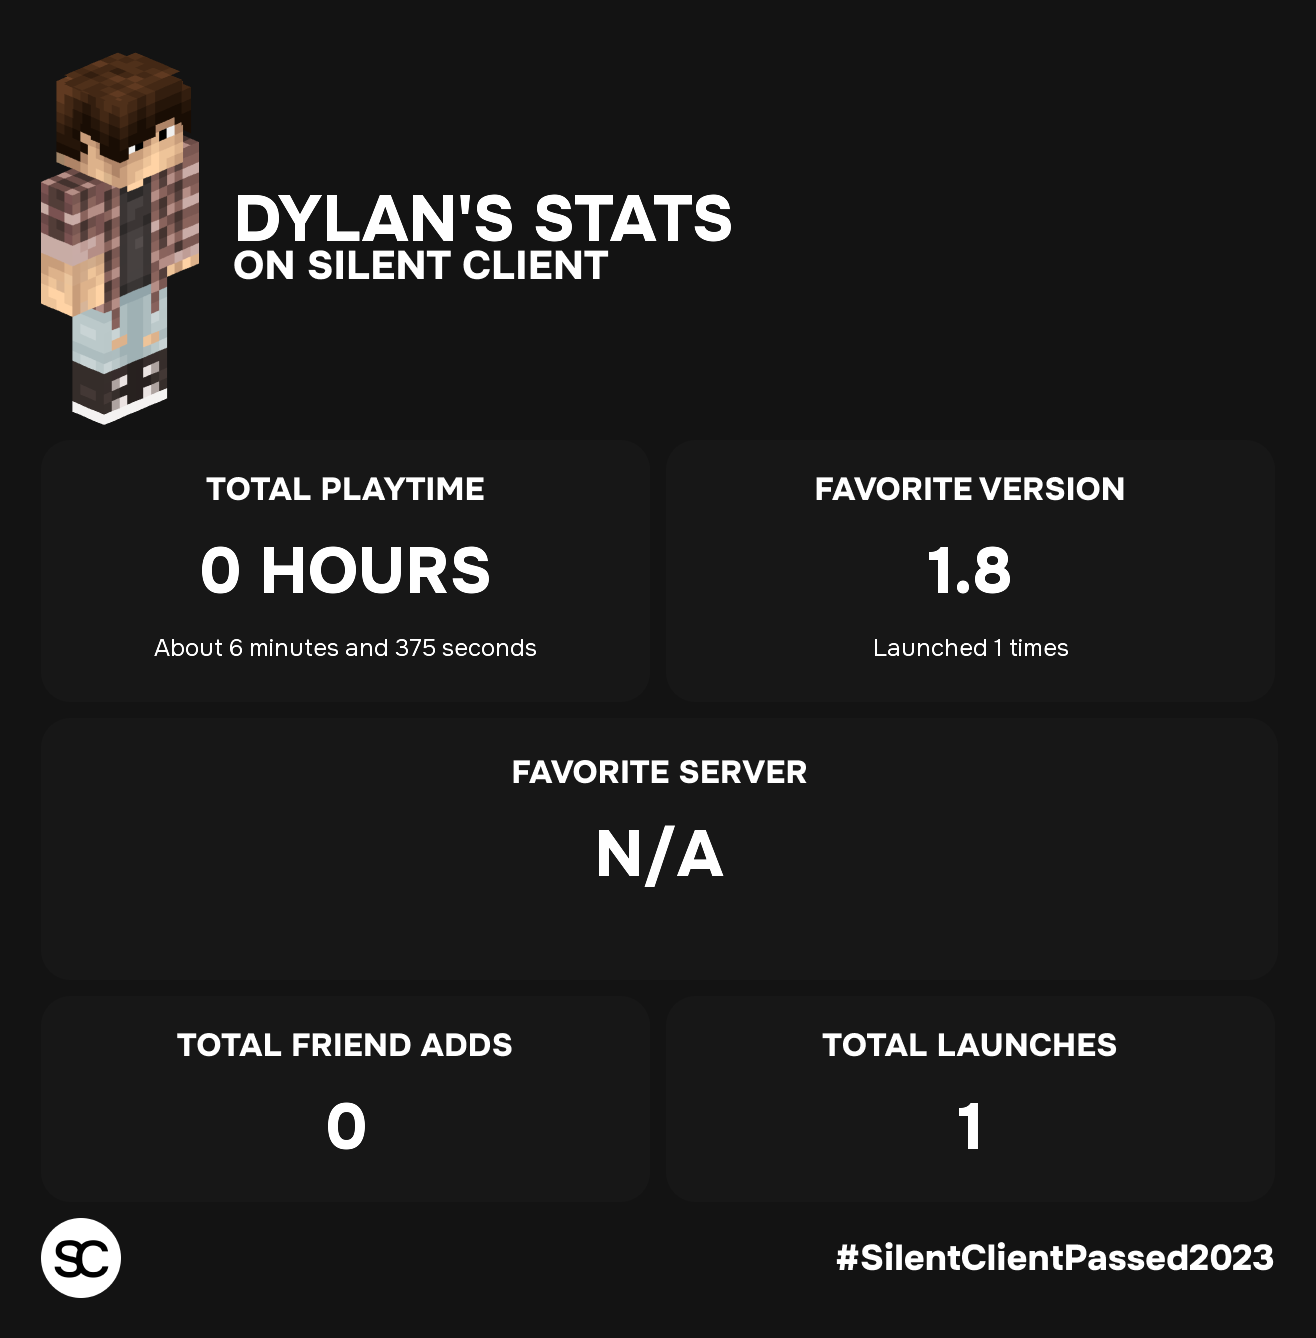 DYLAN'S STATS
ON SILENT CLIENT
TOTAL PLAYTIME
0 HOURS
About 6 minutes and 375 seconds
FAVORITE VERSION
1.8
Launched 1 times
FAVORITE SERVER
N/A
TOTAL FRIEND ADDS
0
TOTAL LAUNCHES
1
SC
#SilentClientPassed2023